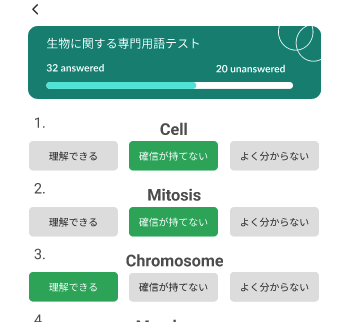 生物に関する専門用語テスト
32 answered 20 unanswered
1.
Cell
理解できる 確信が持てない よく分からない
2.
Mitosis
理解できる 確信が持てない よく分からない
3.
Chromosome
理解できる 確信が持てない よく分からない
4.